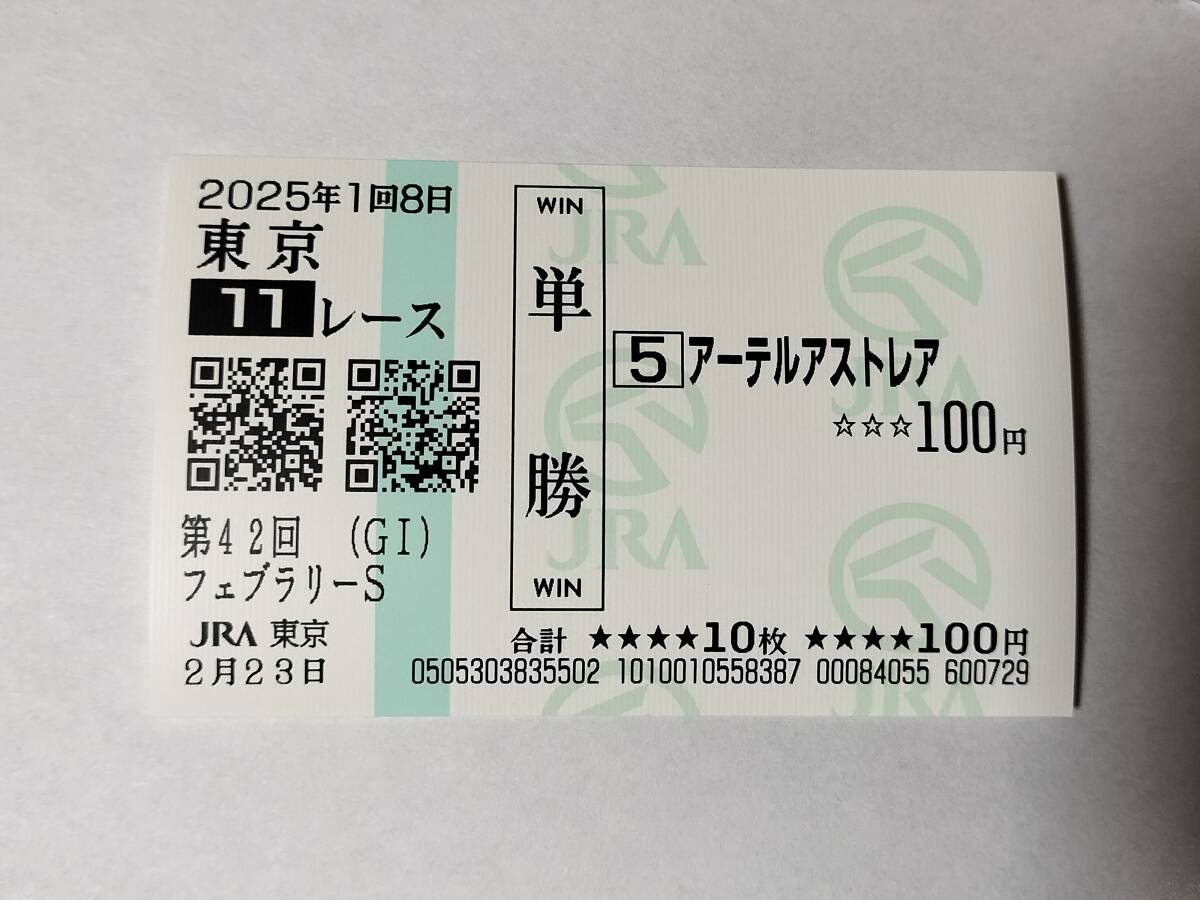 2025年1回8日
東京
11レース
第42回 (GI)
フェブラリーS
JRA 東京
2月23日
WIN
単勝
WIN
5アーテルアストレア
☆☆☆100円
合計 ★★★★10枚 ★★★★100円
0505303835502 1010010558387 00084055 600729
JRA
JRA
JRA
JRA